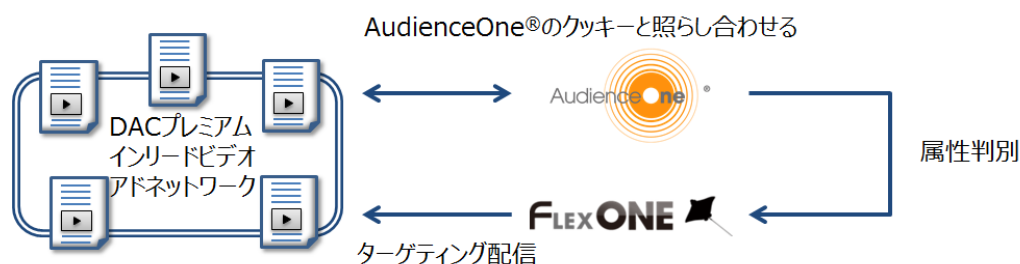 AudienceOne®のクッキーと照らし合わせる
AudienceOne ®
DACプレミアム
インリードビデオ
アドネットワーク
属性判別
FLEXONE
ターゲティング配信